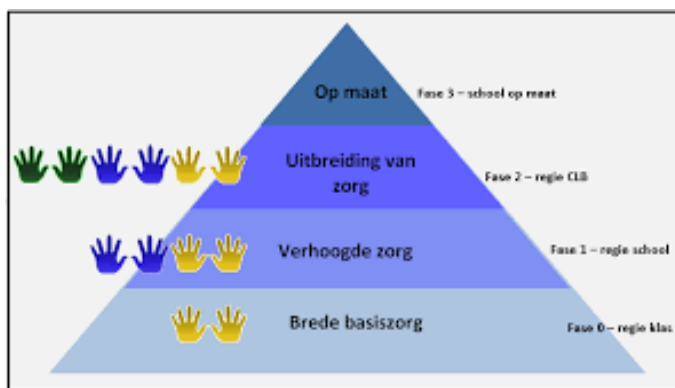 Op maat
Fase 3 – school op maat
Uitbreiding van
zorg
Fase 2 – regie CLB
Verhoogde zorg
Fase 1 – regie school
Brede basiszorg
Fase 0 – regie klas